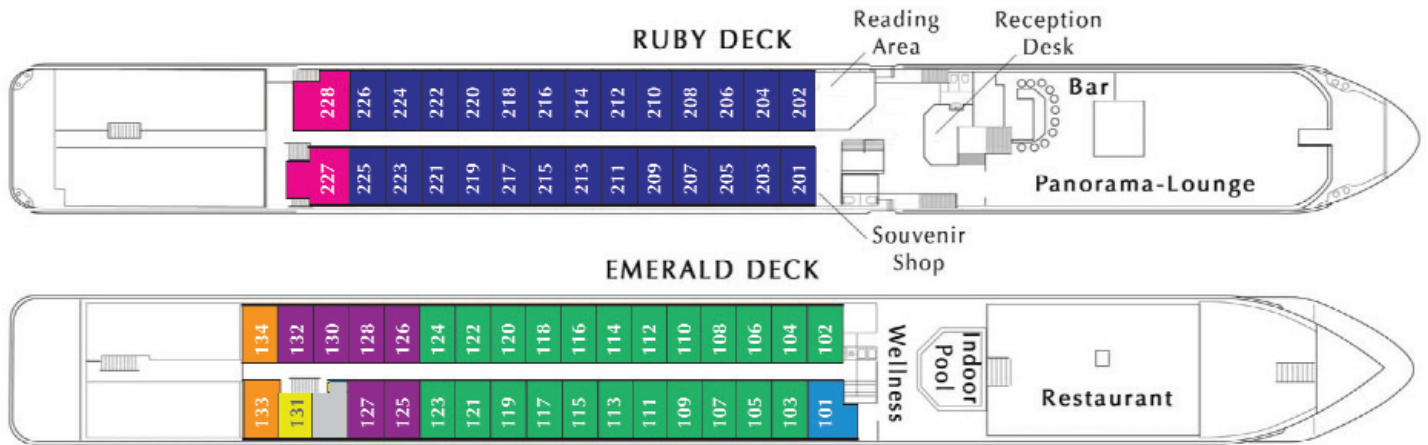 RUBY DECK
Reading
Area
Reception
Desk
228 226 224 222 220 218 216 214 212 210 208 206 204 202
Bar
227 225 223 221 219 217 215 213 211 209 207 205 203 201
Panorama-Lounge
Souvenir
Shop
EMERALD DECK
134 132 130 128 126 124 122 120 118 116 114 112 110 108 106 104 102
Wellness
Indoor
Pool
Restaurant
133 131 127 125 123 121 119 117 115 113 111 109 107 105 103 101